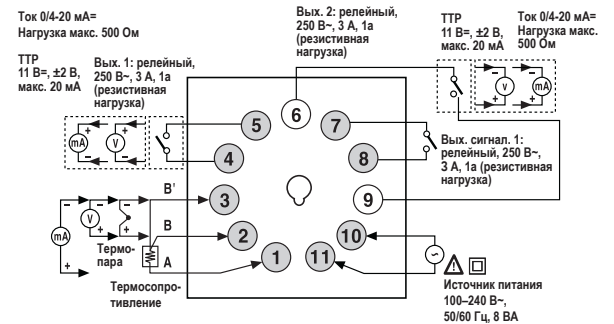 Ток 0/4-20 мА=
Нагрузка макс. 500 Ом
ТТР
11 В=, ±2 В,
макс. 20 мА
Вых. 1: релейный,
250 В~, 3 А, 1а
(резистивная
нагрузка)
Вых. 2: релейный,
250 В~, 3 А, 1а
(резистивная
нагрузка)
ТТР
11 В=, ±2 В,
макс. 20 мА
Ток 0/4-20 мА=
Нагрузка макс.
500 Ом
mA
V
V
mA
+
−
+
−
−
+
−
+
5
4
6
7
8
3
9
2
10
1
11
Вых. сигнал. 1:
релейный, 250 В~,
3 А, 1а (резистивная
нагрузка)
B'
B
A
−
−
−
mA
V
+
+
+
Термо-
пара
Термосопро-
тивление
~
Источник питания
100–240 В~,
50/60 Гц, 8 ВА